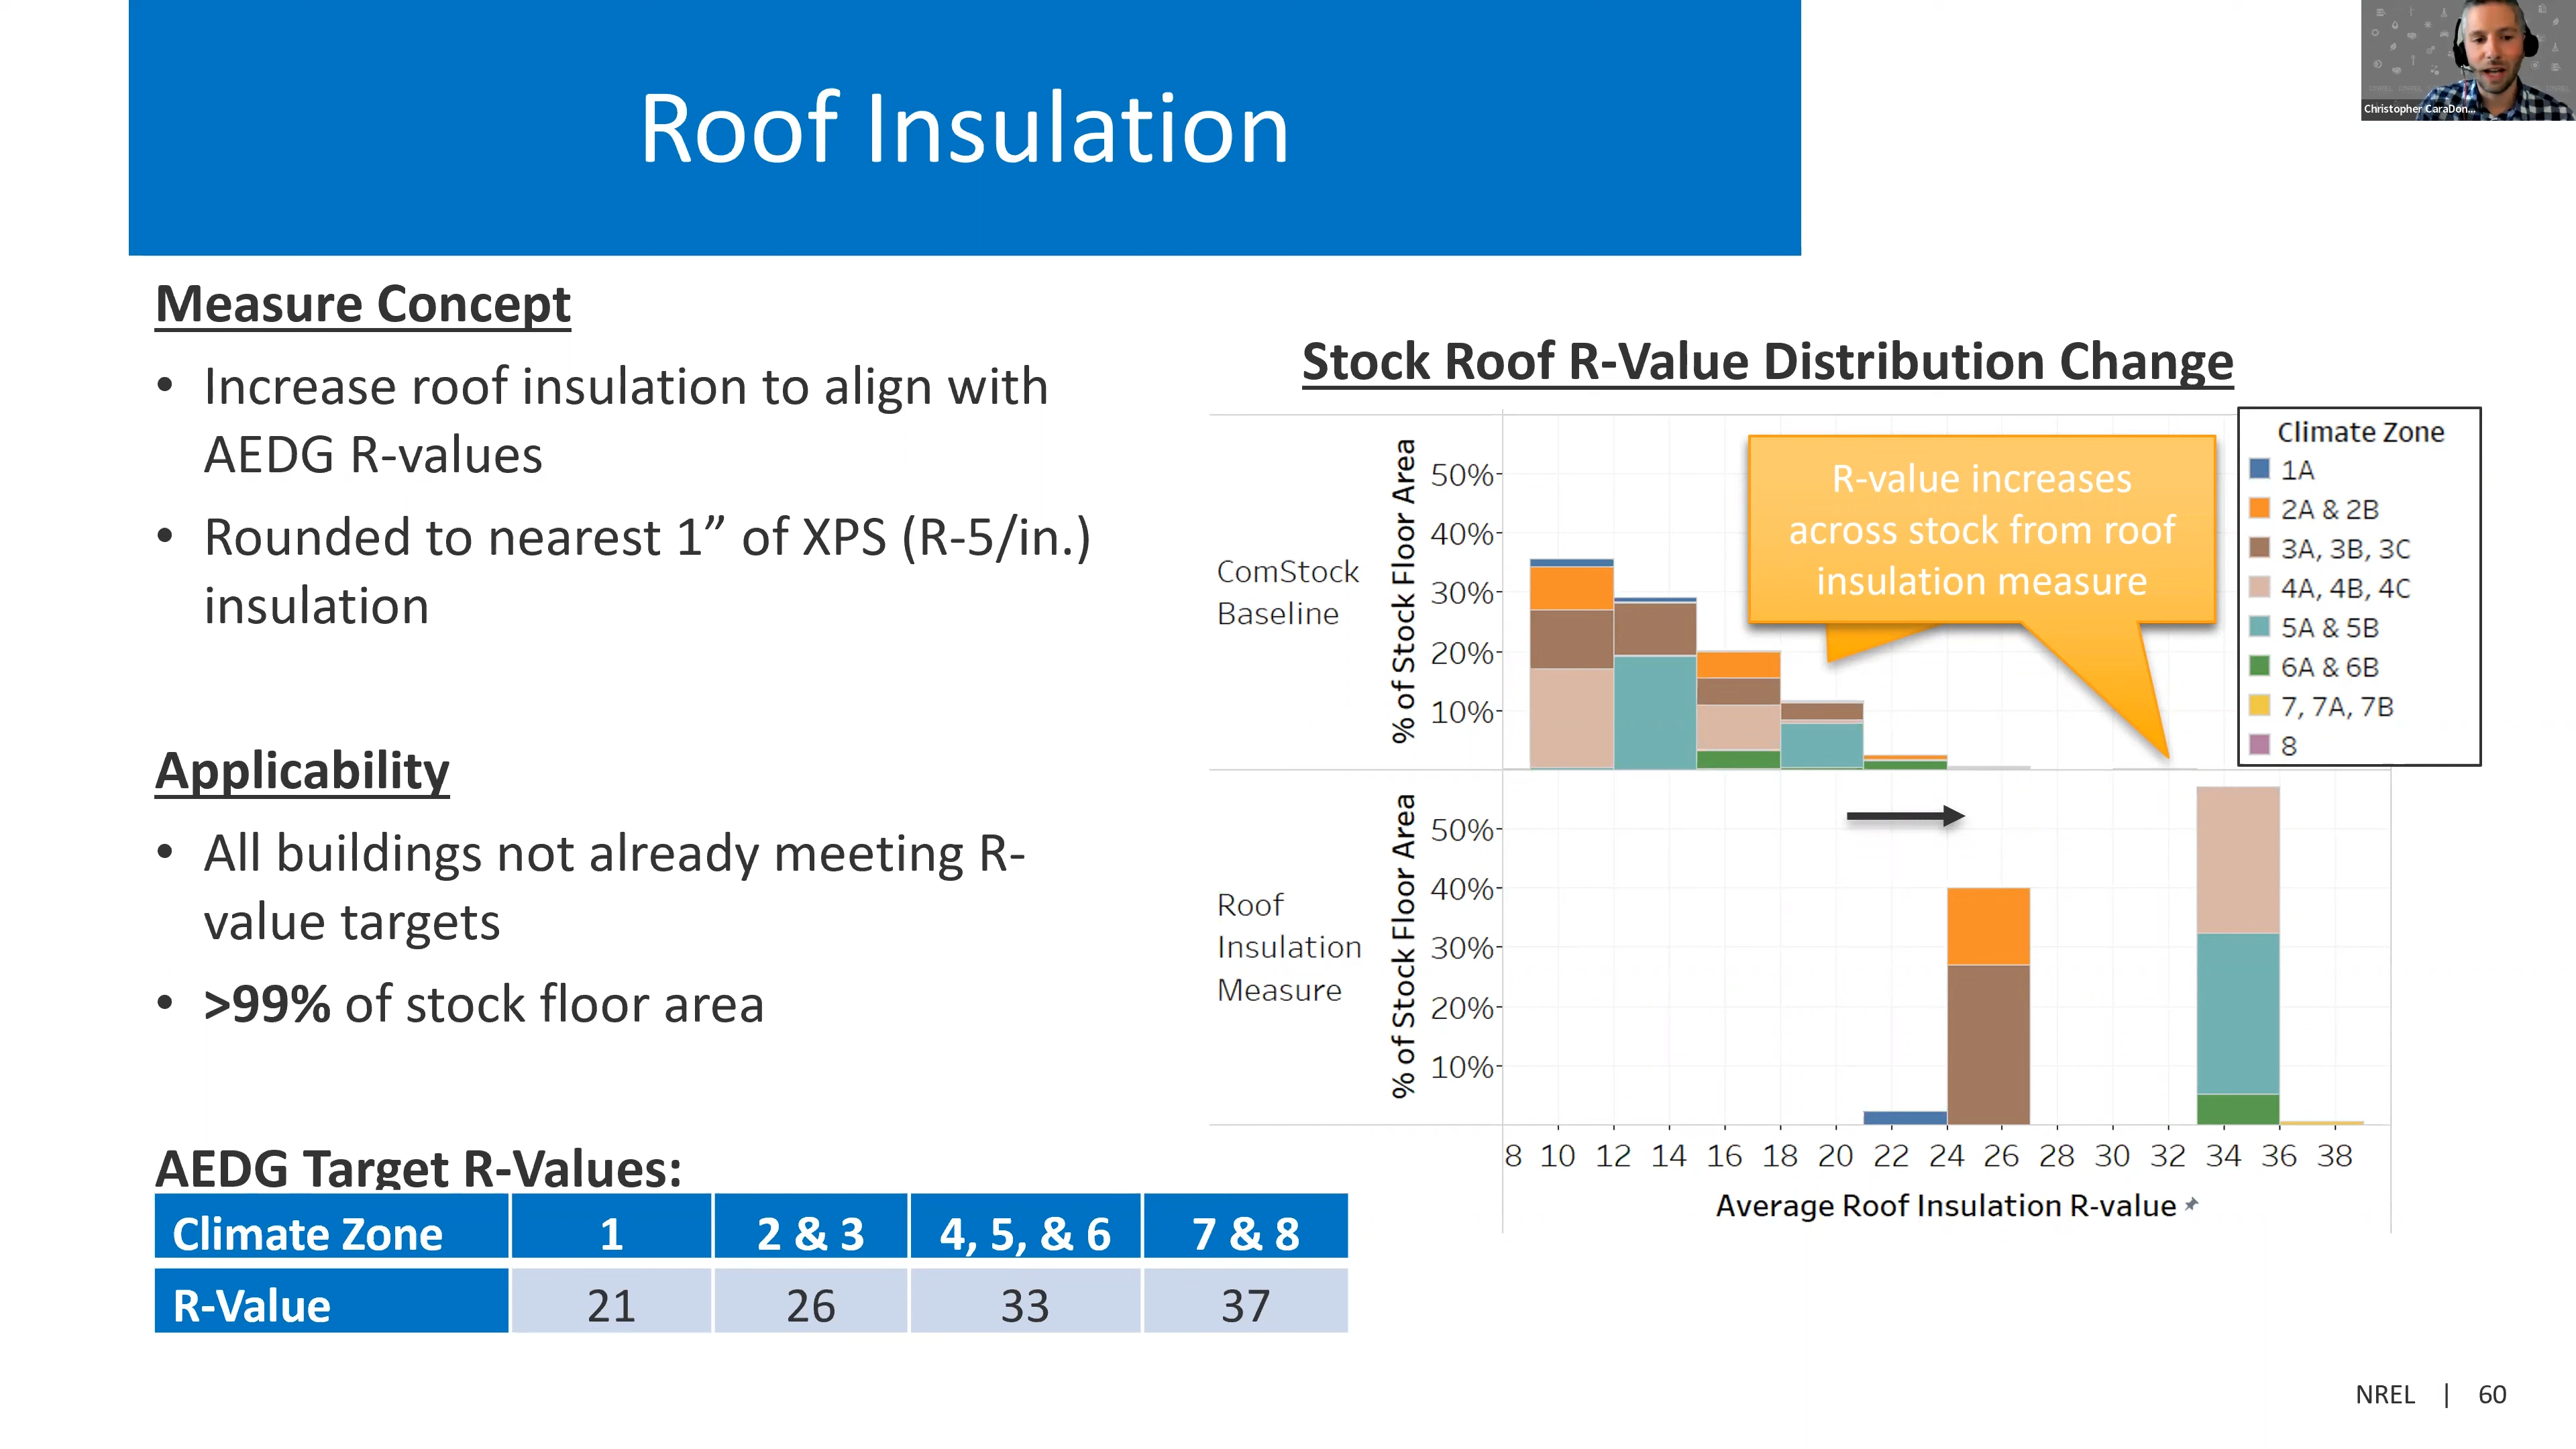 Roof Insulation
Christopher CaraDon...
Measure Concept
• Increase roof insulation to align with
AEDG R-values
• Rounded to nearest 1” of XPS (R-5/in.)
insulation
Applicability
• All buildings not already meeting R-
value targets
• >99% of stock floor area
AEDG Target R-Values:
Climate Zone 1 2 & 3 4, 5, & 6 7 & 8
R-Value 21 26 33 37
Stock Roof R-Value Distribution Change
ComStock
Baseline
% of Stock Floor Area
50%
40%
30%
20%
10%
R-value increases
across stock from roof
insulation measure
Climate Zone
1A
2A & 2B
3A, 3B, 3C
4A, 4B, 4C
5A & 5B
6A & 6B
7, 7A, 7B
8
Roof
Insulation
Measure
% of Stock Floor Area
50%
40%
30%
20%
10%
8 10 12 14 16 18 20 22 24 26 28 30 32 34 36 38
Average Roof Insulation R-value
NREL | 60